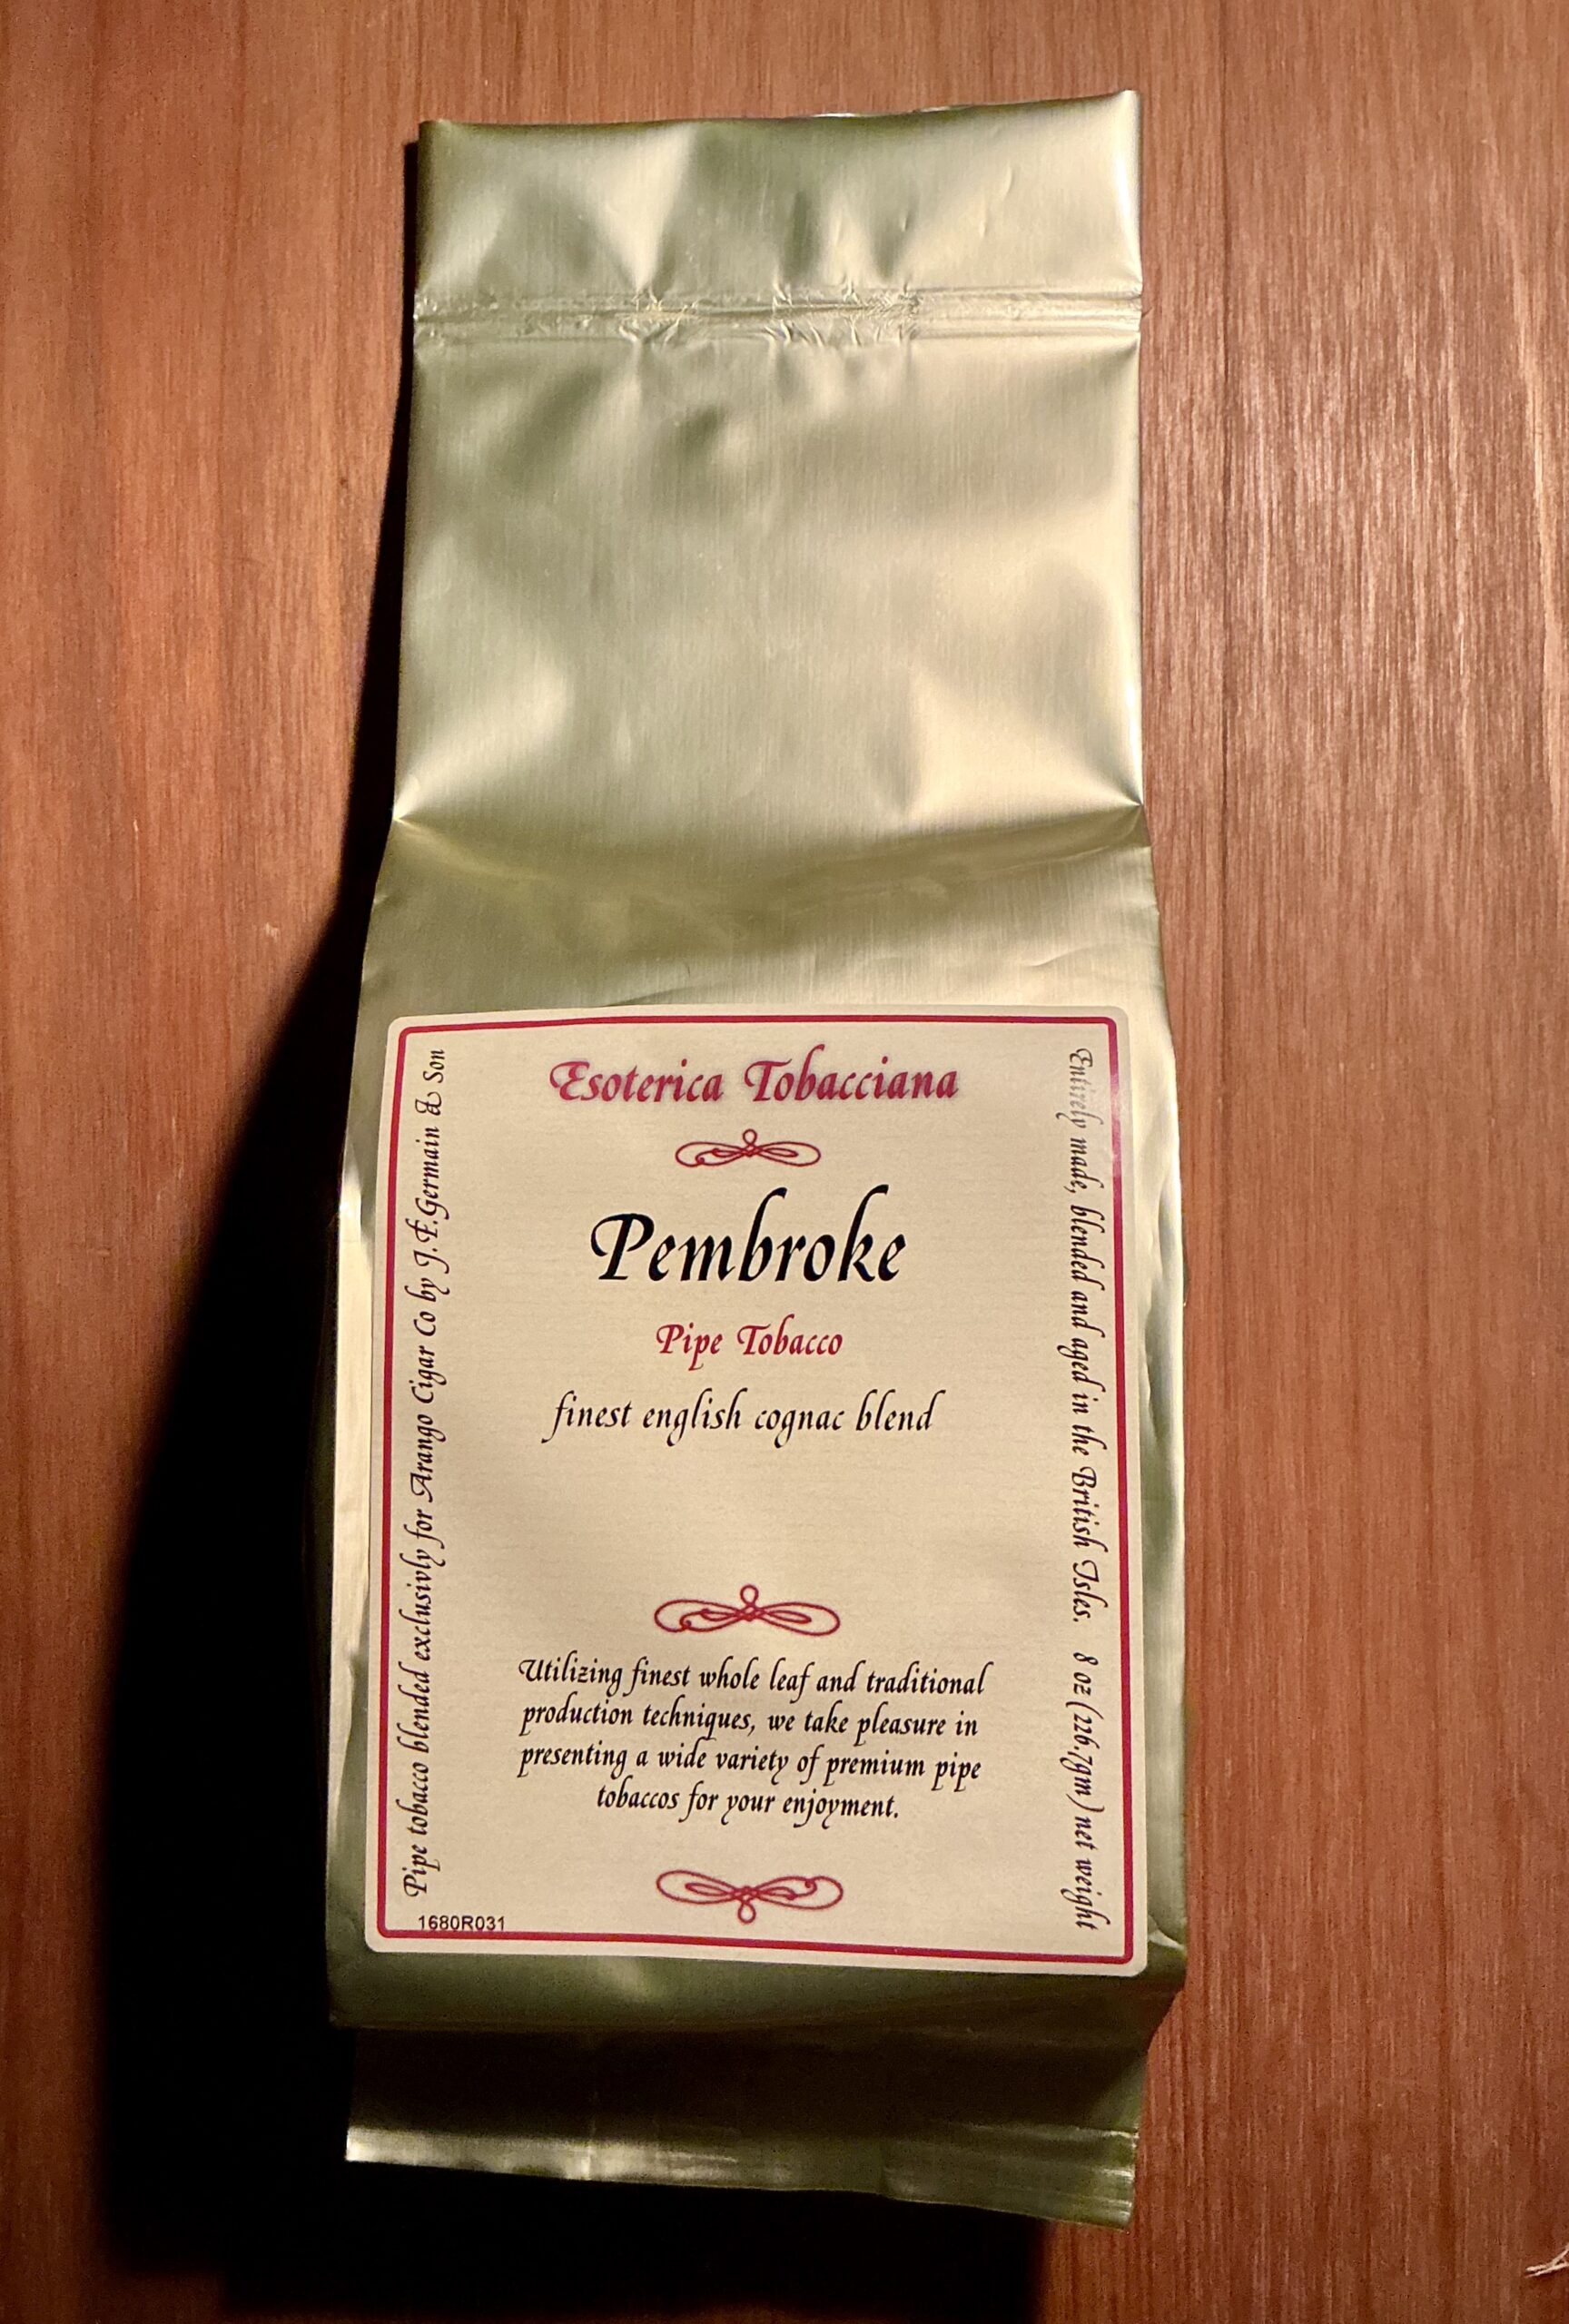 Esoterica Tobacciana
Pembroke
Pipe Tobacco
finest english cognac blend
Utilizing finest whole leaf and traditional
production techniques, we take pleasure in
presenting a wide variety of premium pipe
tobaccos for your enjoyment.
Pipe tobacco blended exclusivly for Arango Cigar Co by J.F.Germain & Son
Entirely made, blended and aged in the British Isles. 8 oz (226.7gm) net weight
1680R031